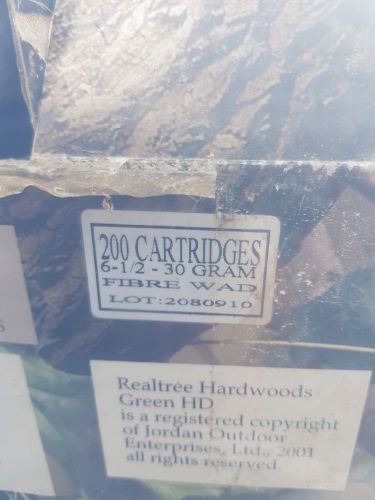 200 CARTRIDGES
6-1/2 - 30 GRAM
FIBRE WAD
LOT:2080910
Realtree Hardwoods
Green HD
is a registered copyright
of Jordan Outdoor
Enterprises, Ltd., 2001
all rights reserved.